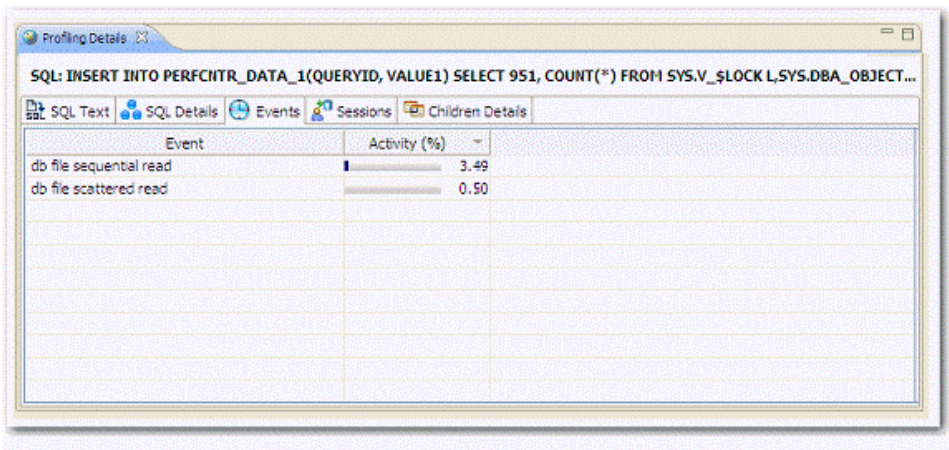 Profiling Details
SQL: INSERT INTO PERFCNTR_DATA_1(QUERYID, VALUE1) SELECT 951, COUNT(*) FROM SYS.V_$LOCK L,SYS.DBA_OBJECT...
SQL Text SQL Details Events Sessions Children Details
Event Activity (%)
db file sequential read 3.49
db file scattered read 0.50